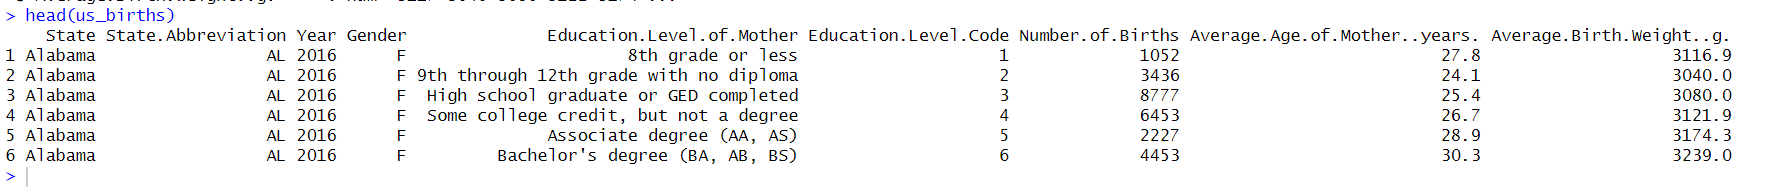 > head(us_births)
State State.Abbreviation Year Gender Education.Level.of.Mother Education.Level.Code Number.of.Births Average.Age.of.Mother..years. Average.Birth.Weight..g.
1 Alabama AL 2016 F 8th grade or less 1 1052 27.8 3116.9
2 Alabama AL 2016 F 9th through 12th grade with no diploma 2 3436 24.1 3040.0
3 Alabama AL 2016 F High school graduate or GED completed 3 8777 25.4 3080.0
4 Alabama AL 2016 F Some college credit, but not a degree 4 6453 26.7 3121.9
5 Alabama AL 2016 F Associate degree (AA, AS) 5 2227 28.9 3174.3
6 Alabama AL 2016 F Bachelor's degree (BA, AB, BS) 6 4453 30.3 3239.0
>